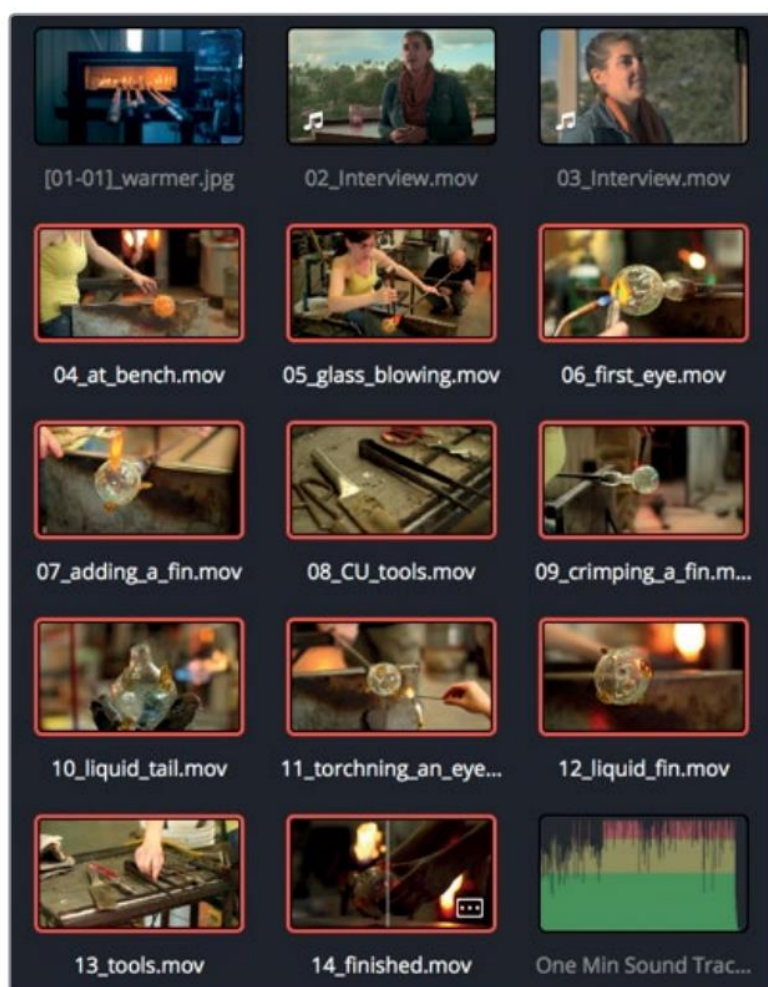 [01-01]_warmer.jpg
02_Interview.mov
03_Interview.mov
04_at_bench.mov
05_glass_blowing.mov
06_first_eye.mov
07_adding_a_fin.mov
08_CU_tools.mov
09_crimping_a_fin.m...
10_liquid_tail.mov
11_torchning_an_eye...
12_liquid_fin.mov
13_tools.mov
14_finished.mov
One Min Sound Trac...